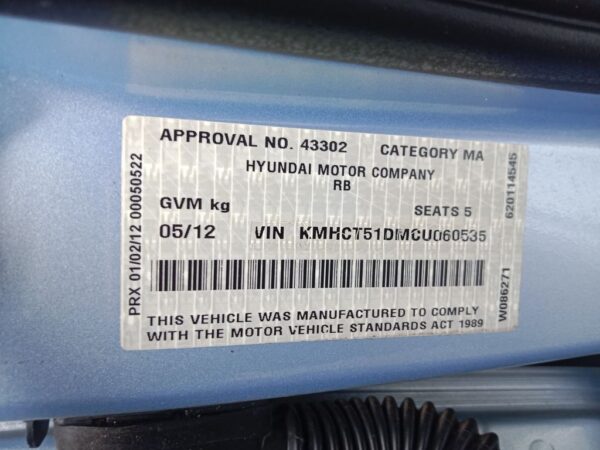 APPROVAL NO. 43302 CATEGORY MA
HYUNDAI MOTOR COMPANY
RB
GVM kg SEATS 5
05/12 VIN KMHCT51DMCU060535
THIS VEHICLE WAS MANUFACTURED TO COMPLY
WITH THE MOTOR VEHICLE STANDARDS ACT 1989
PRX 01/02/12 00050522
620114545
W086271